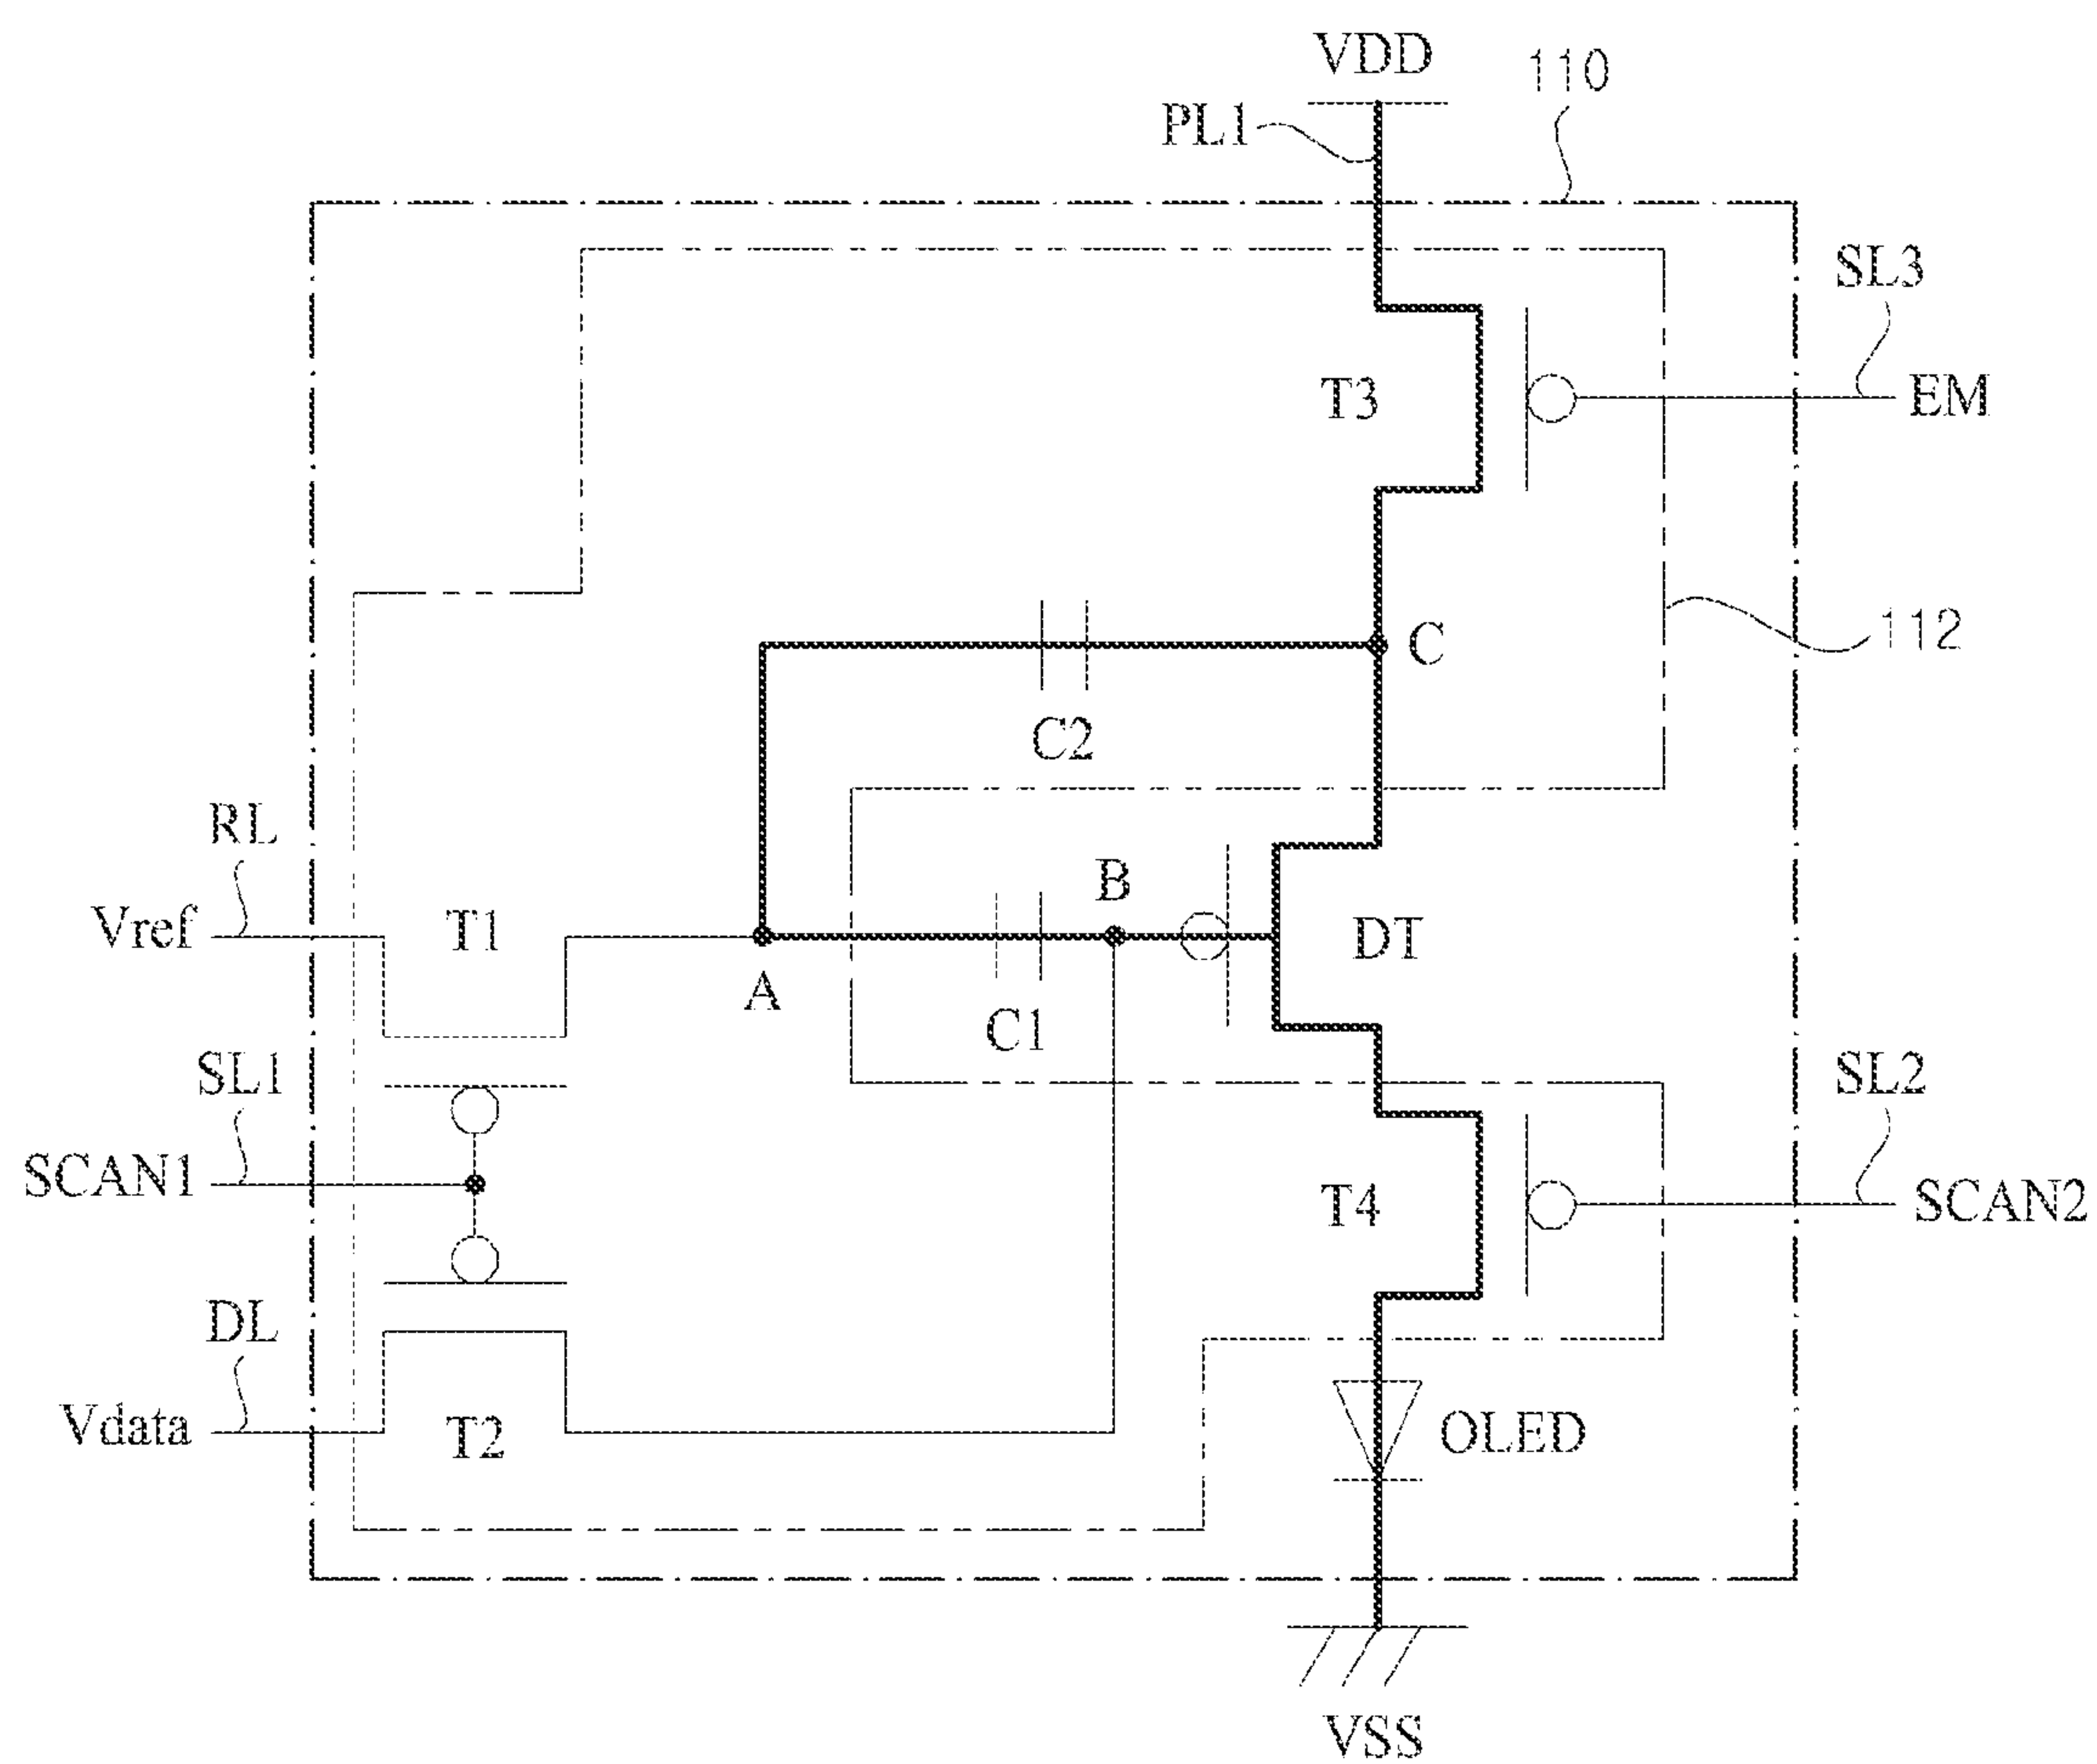 VDD
110
PL1
SL3
T3
EM
C
112
C2
RL
B
Vref
T1
DT
A
C1
SL1
SL2
SCAN1
T4
SCAN2
DL
OLED
Vdata
T2
VSS